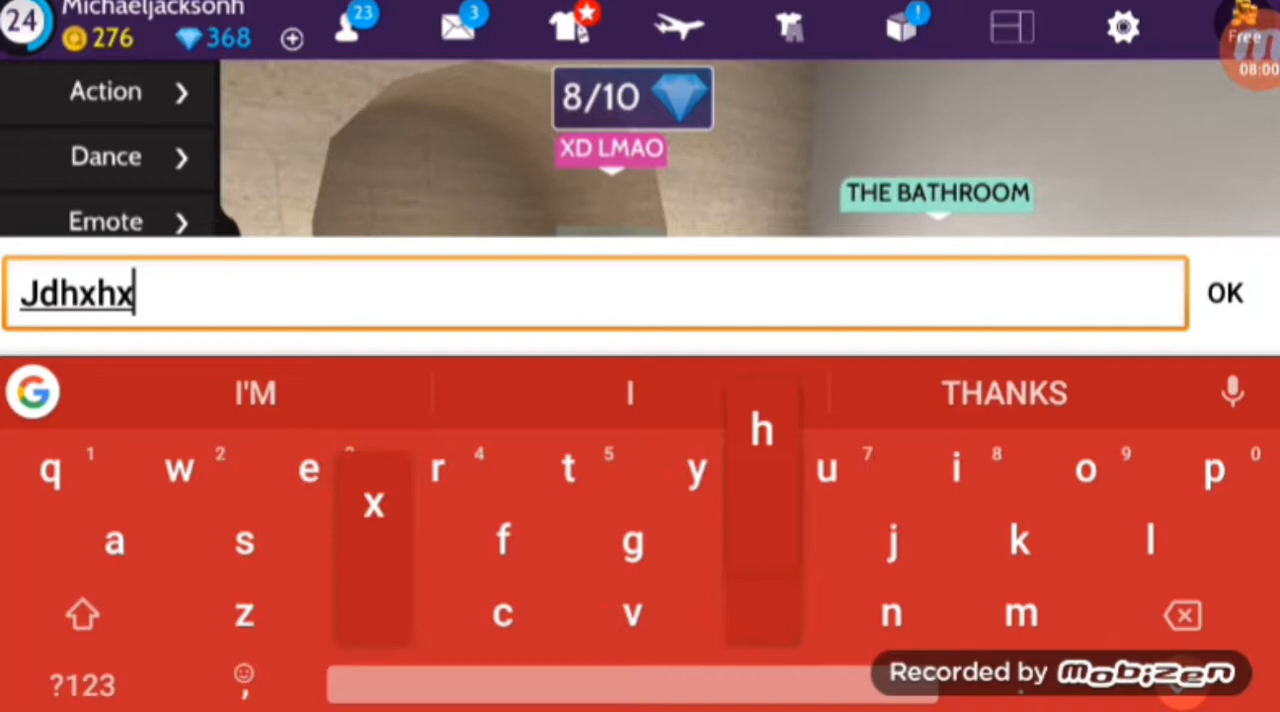 24 Michaeljacksonh 23 3 ! Free
276 368 08:00
Action > 8/10
XD LMAO
Dance >
THE BATHROOM
Emote >
Jdhxhx OK
G I'M I THANKS
h
q 1 w 2 e 3 r 4 t 5 y u 7 i 8 o 9 p 0
x
a s f g j k l
z c v n m
Recorded by mobizen
?123 ,